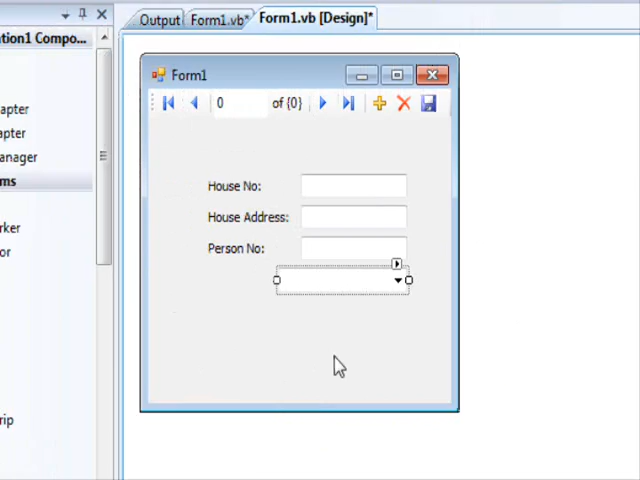 Output Form1.vb* Form1.vb [Design]*
ation1 Compo...
Form1
0 of {0}
apter
apter
anager
ms
House No:
House Address:
rker
Person No:
or
rip